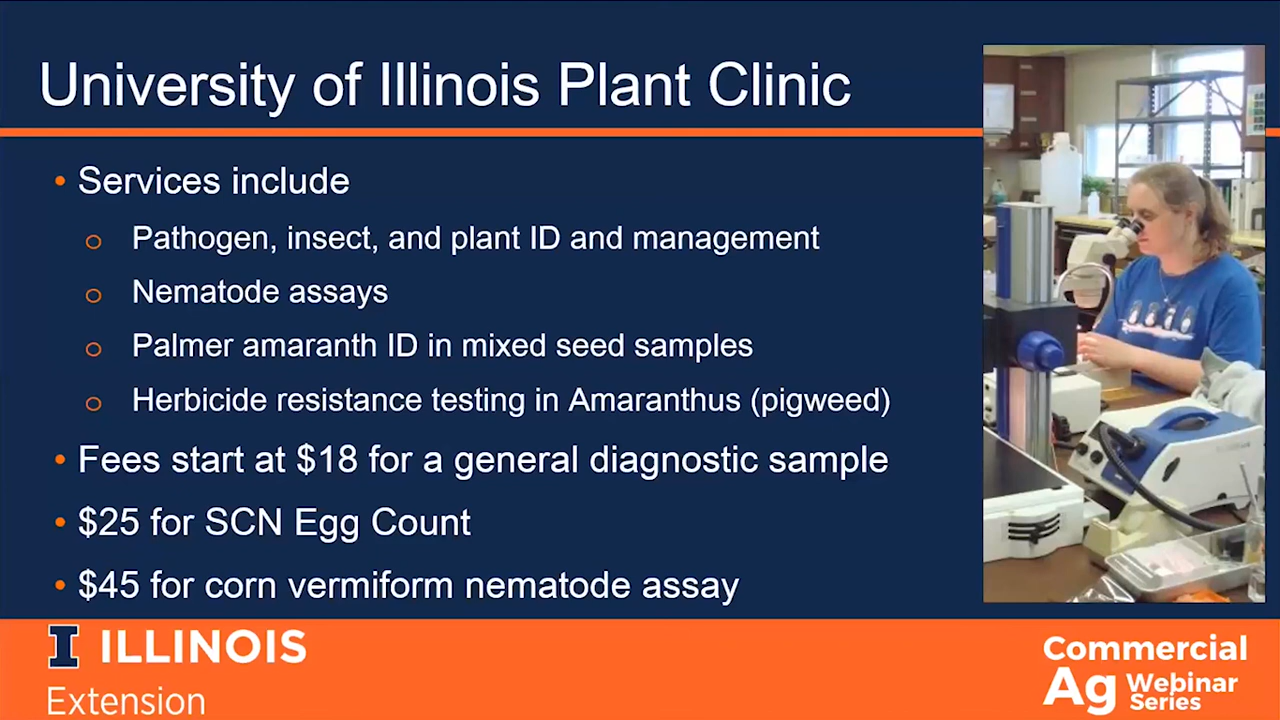 University of Illinois Plant Clinic
• Services include
o Pathogen, insect, and plant ID and management
o Nematode assays
o Palmer amaranth ID in mixed seed samples
o Herbicide resistance testing in Amaranthus (pigweed)
• Fees start at $18 for a general diagnostic sample
• $25 for SCN Egg Count
• $45 for corn vermiform nematode assay
I ILLINOIS
Extension
Commercial
Ag Webinar
Series